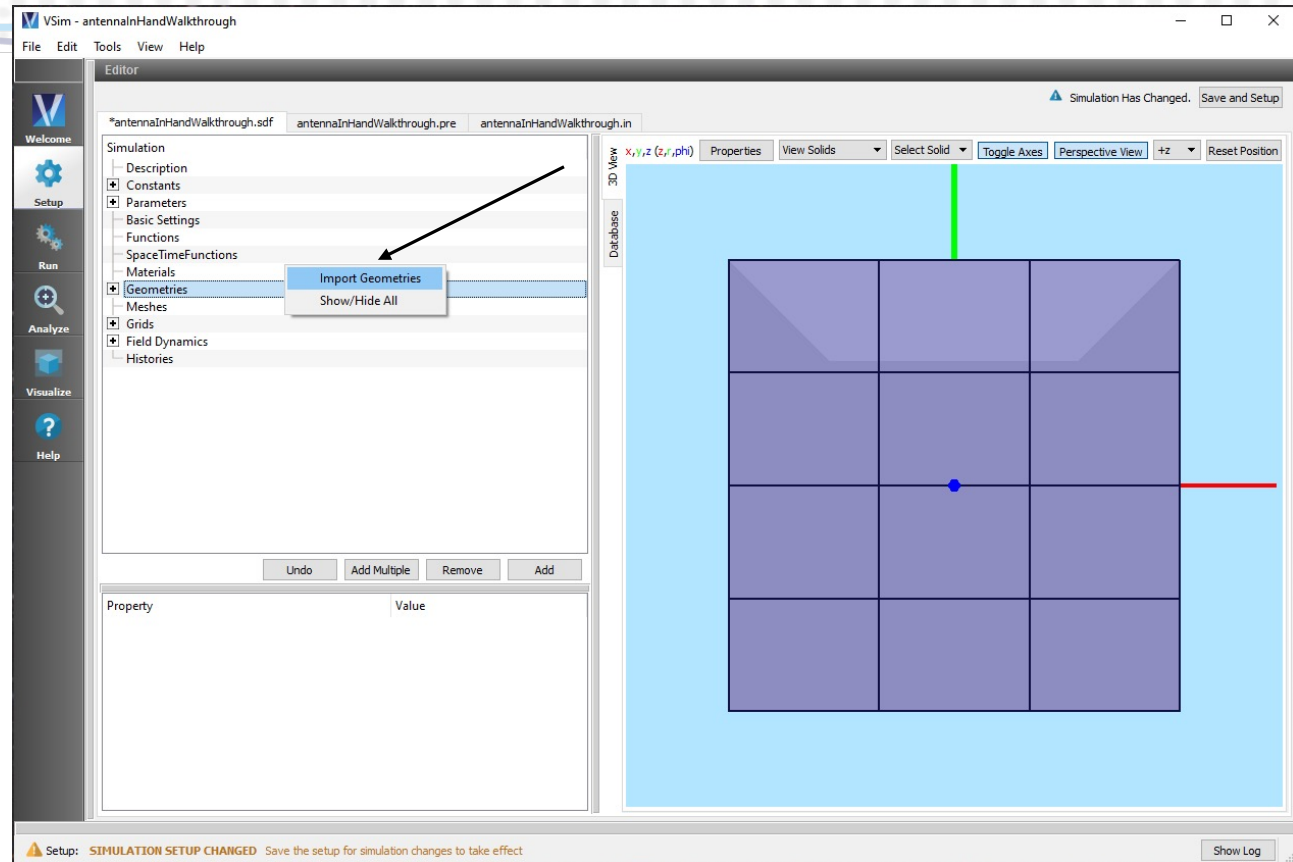 VSim - antennaInHandWalkthrough
File Edit Tools View Help
Editor
Simulation Has Changed. Save and Setup
*antennaInHandWalkthrough.sdf antennaInHandWalkthrough.pre antennaInHandWalkthrough.in
Welcome
Setup
Run
Analyze
Visualize
Help
Simulation
Description
Constants
Parameters
Basic Settings
Functions
SpaceTimeFunctions
Materials
Geometries
Meshes
Grids
Field Dynamics
Histories
Import Geometries
Show/Hide All
Undo Add Multiple Remove Add
Property Value
3D View
Database
x,y,z (z,r,phi) Properties View Solids Select Solid Toggle Axes Perspective View +z Reset Position
Setup: SIMULATION SETUP CHANGED Save the setup for simulation changes to take effect
Show Log